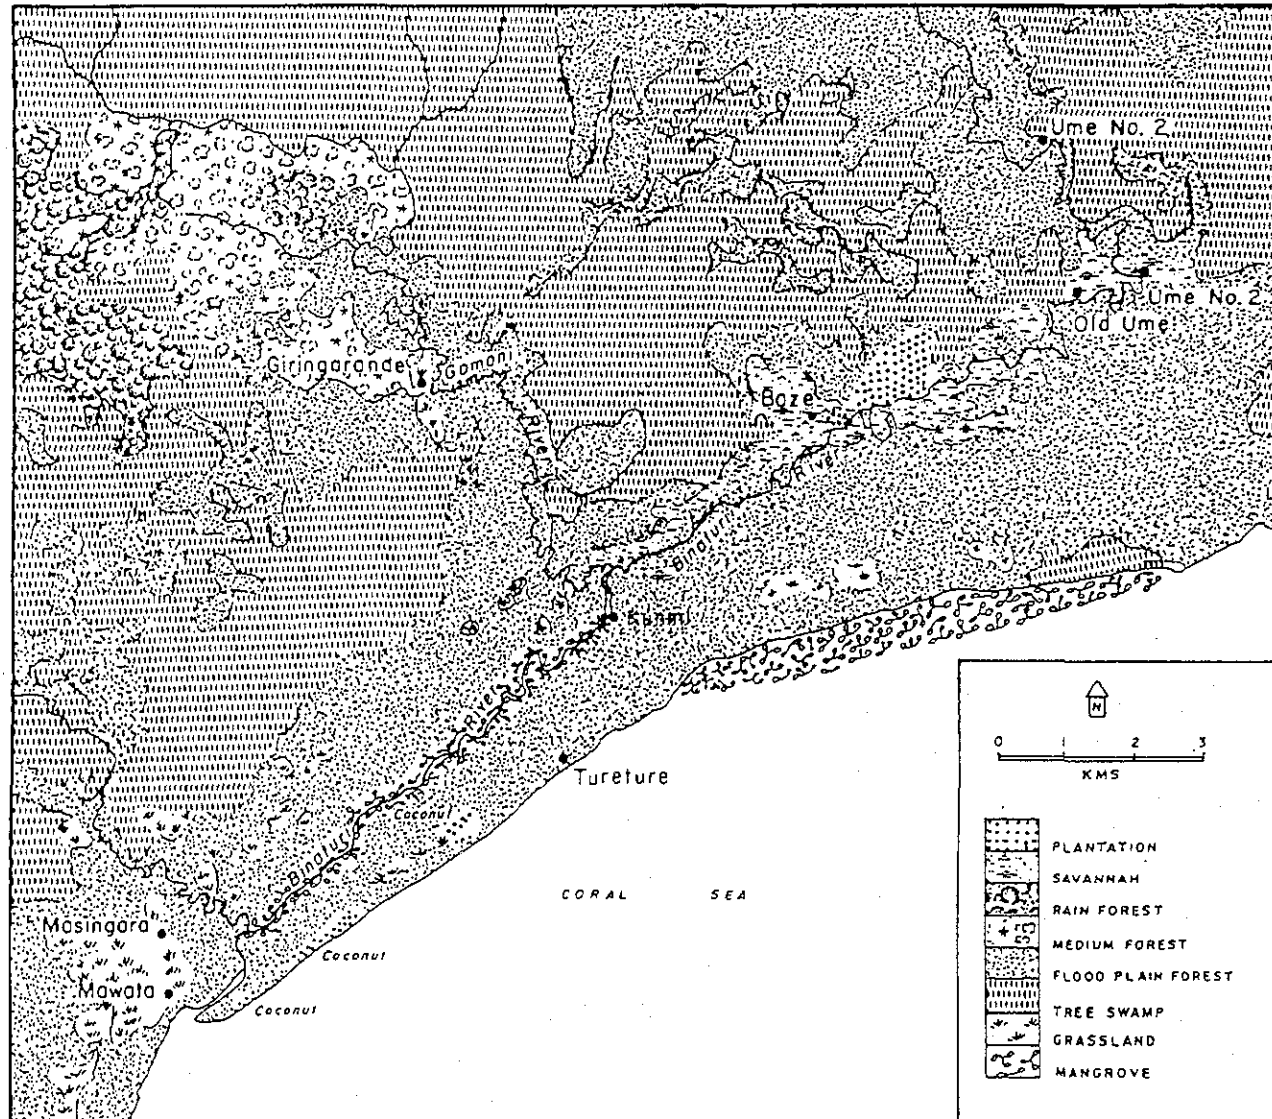 Ume No. 2
Ume No. 2
Old Ume
Giringarande
Gamoni
River
Baze
River
Binaturi
Kunini
River
Tureture
Coconut
Binaturi
CORAL SEA
Masingara
Mawata
Coconut
Coconut
N
0 1 2 3
KMS
PLANTATION
SAVANNAH
RAIN FOREST
MEDIUM FOREST
FLOOD PLAIN FOREST
TREE SWAMP
GRASSLAND
MANGROVE